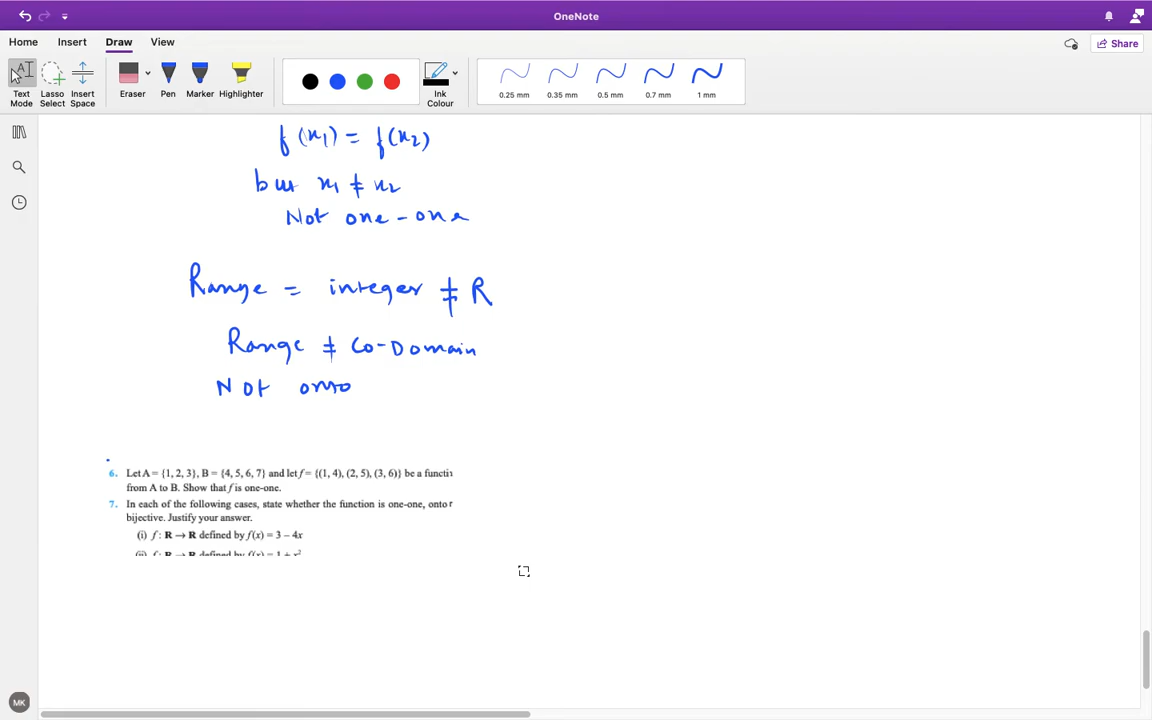 OneNote
Home Insert Draw View
Share
Text Mode
Lasso Select
Insert Space
Eraser
Pen
Marker
Highlighter
Ink Colour
0.25 mm
0.35 mm
0.5 mm
0.7 mm
1 mm
f(x1) = f(x2)
but x1 ≠ x2
Not one-one
Range = integer ≠ R
Range ≠ Co-Domain
Not onto
6. Let A = {1, 2, 3}, B = {4, 5, 6, 7} and let f = {(1, 4), (2, 5), (3, 6)} be a functi
from A to B. Show that f is one-one.
7. In each of the following cases, state whether the function is one-one, onto
bijective. Justify your answer.
(i) f : R → R defined by f(x) = 3 – 4x
(ii) f : R → R defined by f(x) = 1 + x²
MK